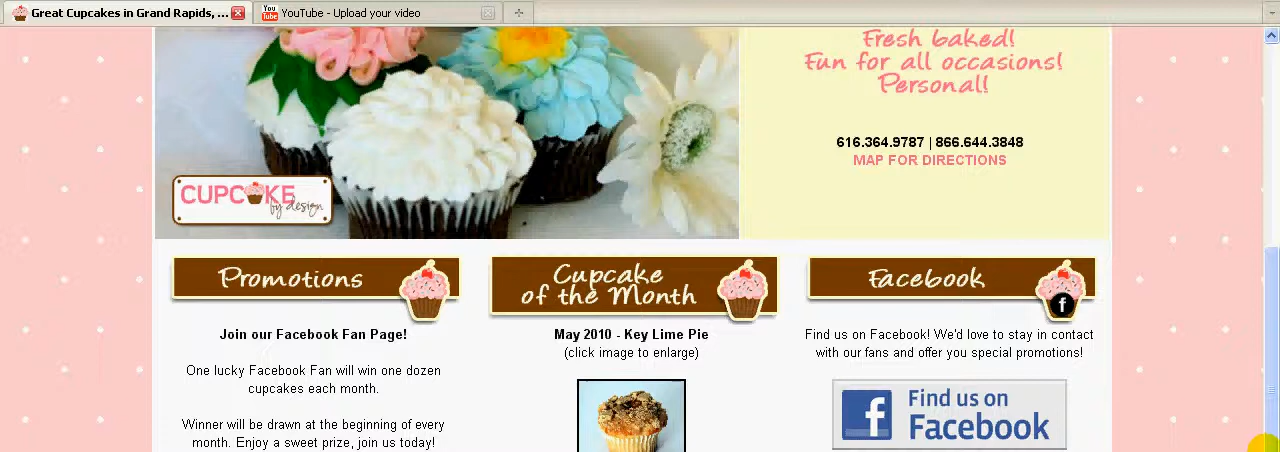 Great Cupcakes in Grand Rapids, ...
You Tube YouTube - Upload your video
Fresh baked!
Fun for all occasions!
Personal!
616.364.9787 | 866.644.3848
MAP FOR DIRECTIONS
CUPCAKE
by design
Promotions
Join our Facebook Fan Page!
One lucky Facebook Fan will win one dozen
cupcakes each month.
Winner will be drawn at the beginning of every
month. Enjoy a sweet prize, join us today!
Cupcake
of the Month
May 2010 - Key Lime Pie
(click image to enlarge)
Facebook
f
Find us on Facebook! We'd love to stay in contact
with our fans and offer you special promotions!
f
Find us on
Facebook